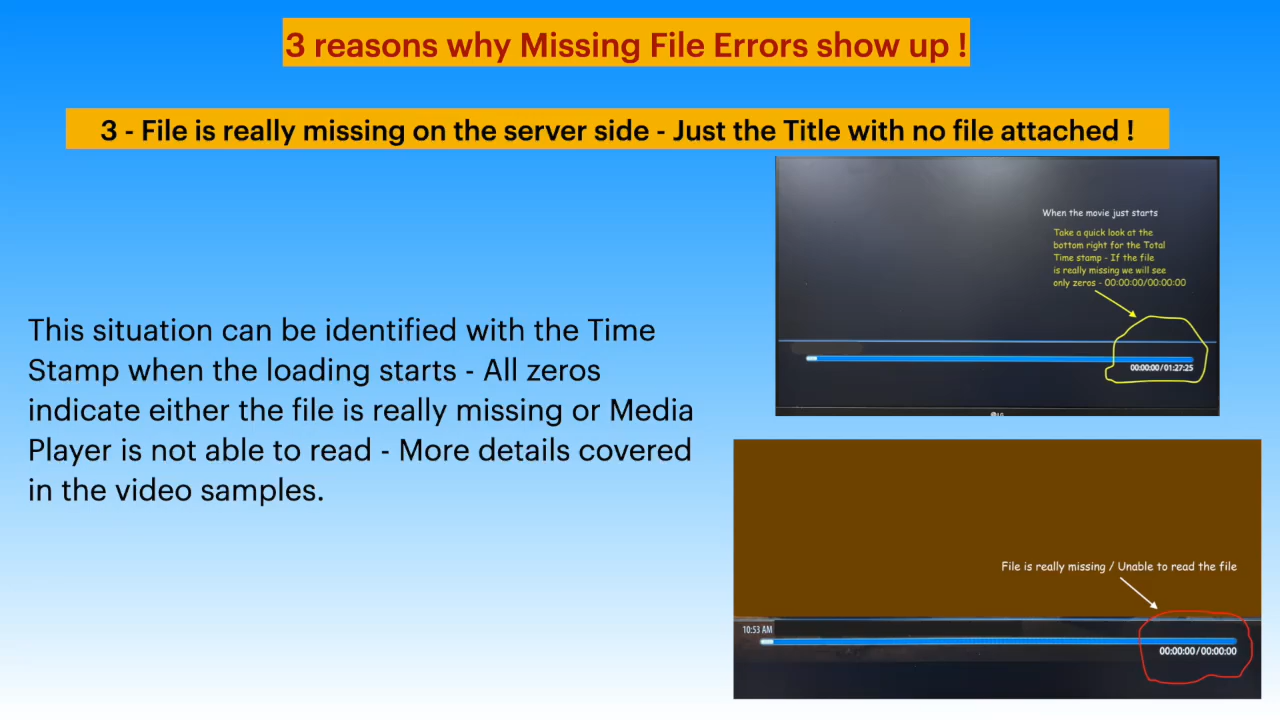 3 reasons why Missing File Errors show up !
3 - File is really missing on the server side - Just the Title with no file attached !
When the movie just starts
Take a quick look at the
bottom right for the Total
Time stamp - If the file
is really missing we will see
only zeros - 00:00:00/00:00:00
00:00:00/01:27:25
LG
This situation can be identified with the Time
Stamp when the loading starts - All zeros
indicate either the file is really missing or Media
Player is not able to read - More details covered
in the video samples.
File is really missing / Unable to read the file
10:53 AM
00:00:00/00:00:00